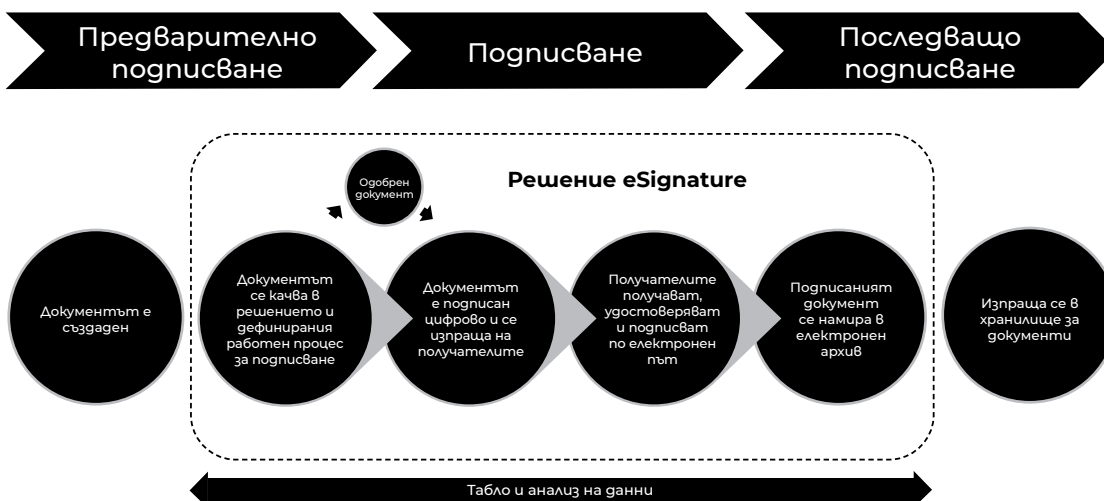 Предварително
подписване
Подписване
Последващо
подписване
Решение eSignature
Одобрен
документ
Документът е
създаден
Документът
се качва в
решението и
дефинирания
работен процес
за подписване
Документът
е подписан
цифрово и се
изпраща на
получателите
Получателите
получават,
удостоверяват
и подписват
по електронен
път
Подписаният
документ
се намира в
електронен
архив
Изпраща се в
хранилище за
документи
Табло и анализ на данни